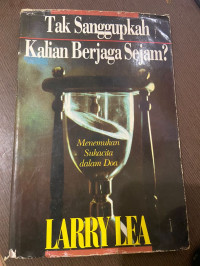 Tak Sanggupkah
Kalian Berjaga Sejam?
Menemukan
Sukacita
dalam Doa
LARRY LEA